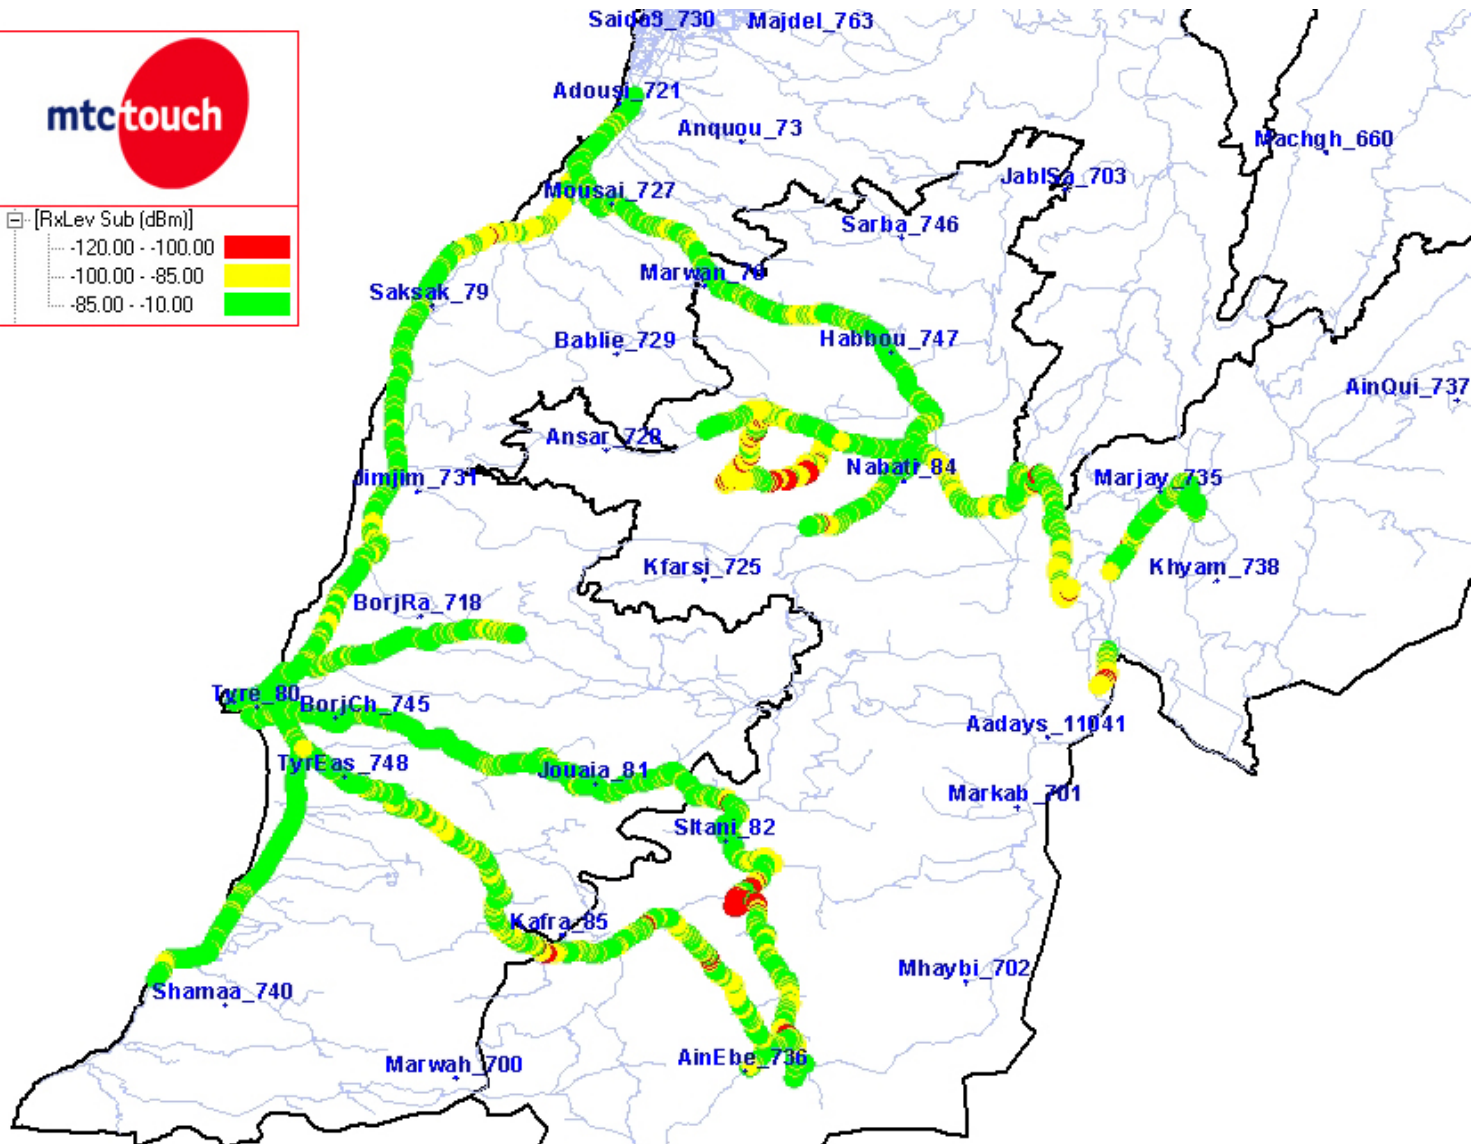 Saida3_730
Majdel_763
mtctouch
Adousi_721
Anquou_73
Machgh_660
JablSa_703
Mousai_727
[RxLev Sub (dBm)]
Sarba_746
-120.00 - -100.00
-100.00 - -85.00
Marwan_78
Saksak_79
-85.00 - -10.00
Bablie_729
Habbou_747
AinQui_737
Ansar_728
Nabati_84
Jimjim_731
Marjay_735
Kfarsi_725
Khyam_738
BorjRa_718
Tyre_80
BorjCh_745
Aadays_11041
TyrEas_748
Jouaia_81
Markab_701
Sltani_82
Kafra_85
Mhaybi_702
Shamaa_740
Marwah_700
AinEbe_736